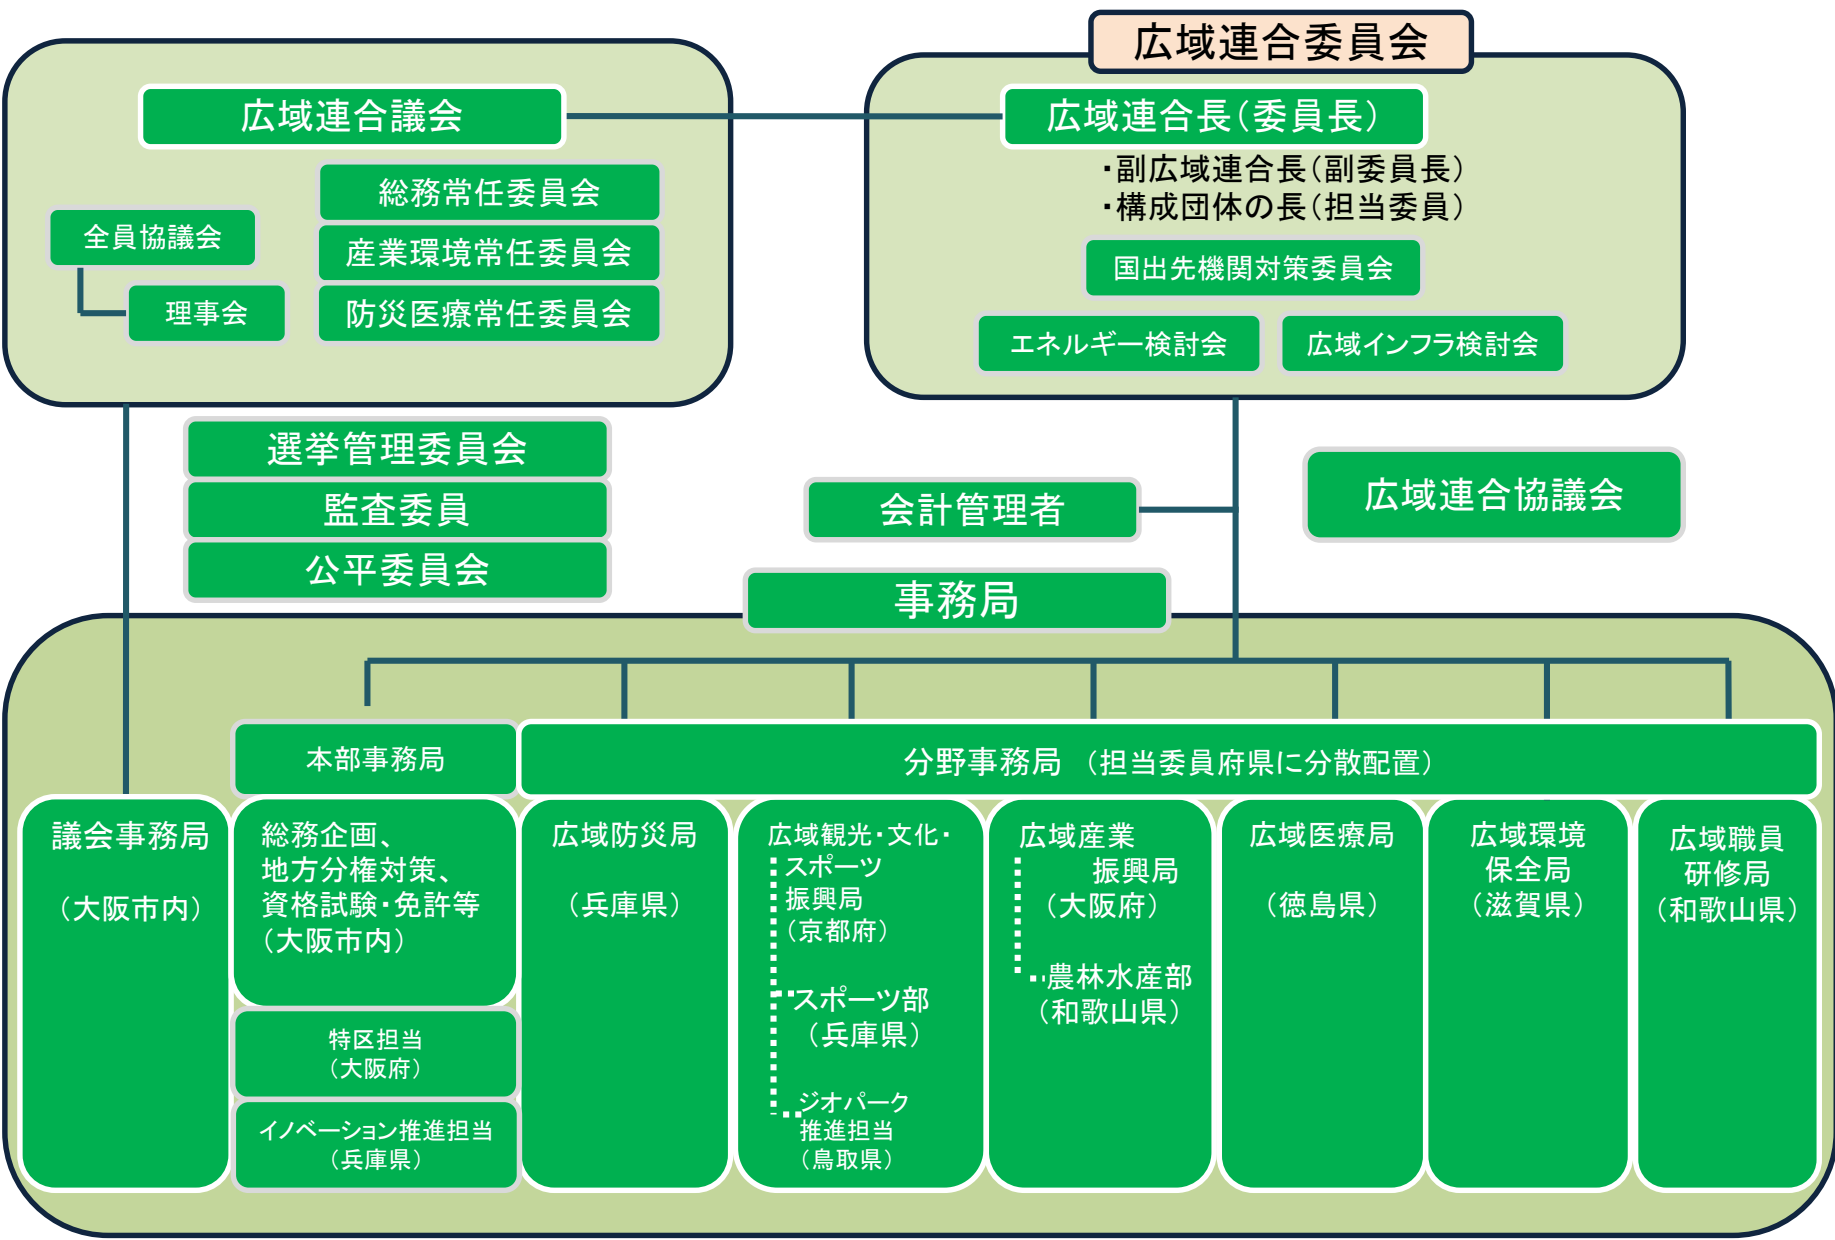 広域連合議会
総務常任委員会
産業環境常任委員会
防災医療常任委員会
全員協議会
理事会
広域連合委員会
広域連合長（委員長）
・副広域連合長（副委員長）
・構成団体の長（担当委員）
国出先機関対策委員会
エネルギー検討会
広域インフラ検討会
選挙管理委員会
監査委員
公平委員会
会計管理者
広域連合協議会
事務局
本部事務局
分野事務局　（担当委員府県に分散配置）
議会事務局
（大阪市内）
総務企画、
地方分権対策、
資格試験・免許等
（大阪市内）
特区担当
（大阪府）
イノベーション推進担当
（兵庫県）
広域防災局
（兵庫県）
広域観光・文化・
スポーツ
振興局
（京都府）
スポーツ部
（兵庫県）
ジオパーク
推進担当
（鳥取県）
広域産業
振興局
（大阪府）
農林水産部
（和歌山県）
広域医療局
（徳島県）
広域環境
保全局
（滋賀県）
広域職員
研修局
（和歌山県）